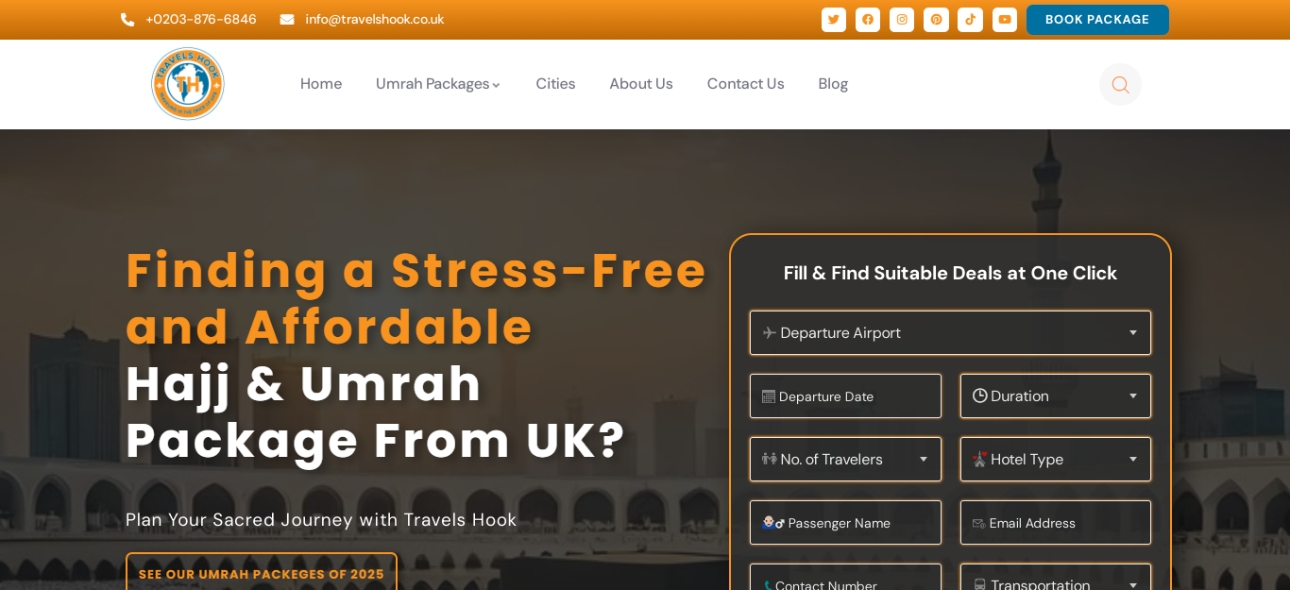 +0203-876-6846 info@travelshook.co.uk BOOK PACKAGE
TRAVELS HOOK
TH
Home Umrah Packages Cities About Us Contact Us Blog
Finding a Stress-Free
and Affordable
Hajj & Umrah
Package From UK?
Plan Your Sacred Journey with Travels Hook
SEE OUR UMRAH PACKEGES OF 2025
Fill & Find Suitable Deals at One Click
Departure Airport
Departure Date Duration
No. of Travelers Hotel Type
Passenger Name Email Address
Contact Number Transportation